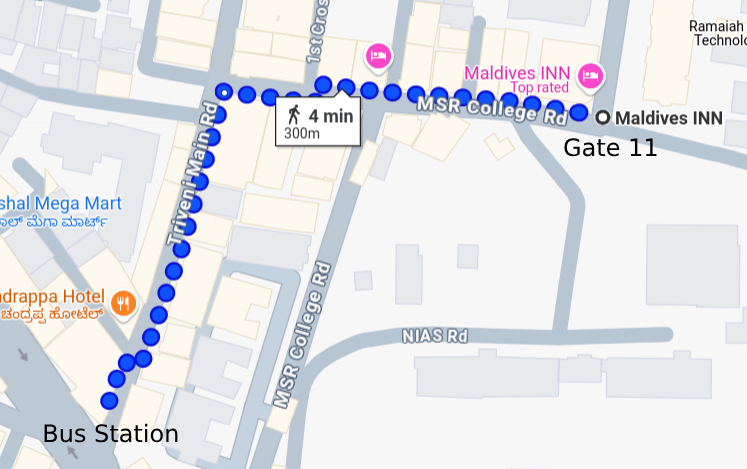 1st Cros
Ramaiah
Technolo
Maldives INN
Top rated
MSR College Rd
Maldives INN
4 min
300m
Gate 11
Triveni Main Rd
shal Mega Mart
ಾಲ್ ಮೆಗಾ ಮಾರ್ಟ್
ndrappa Hotel
ಚಂದ್ರಪ್ಪ ಹೋಟೆಲ್
MSR College Rd
NIAS Rd
Bus Station